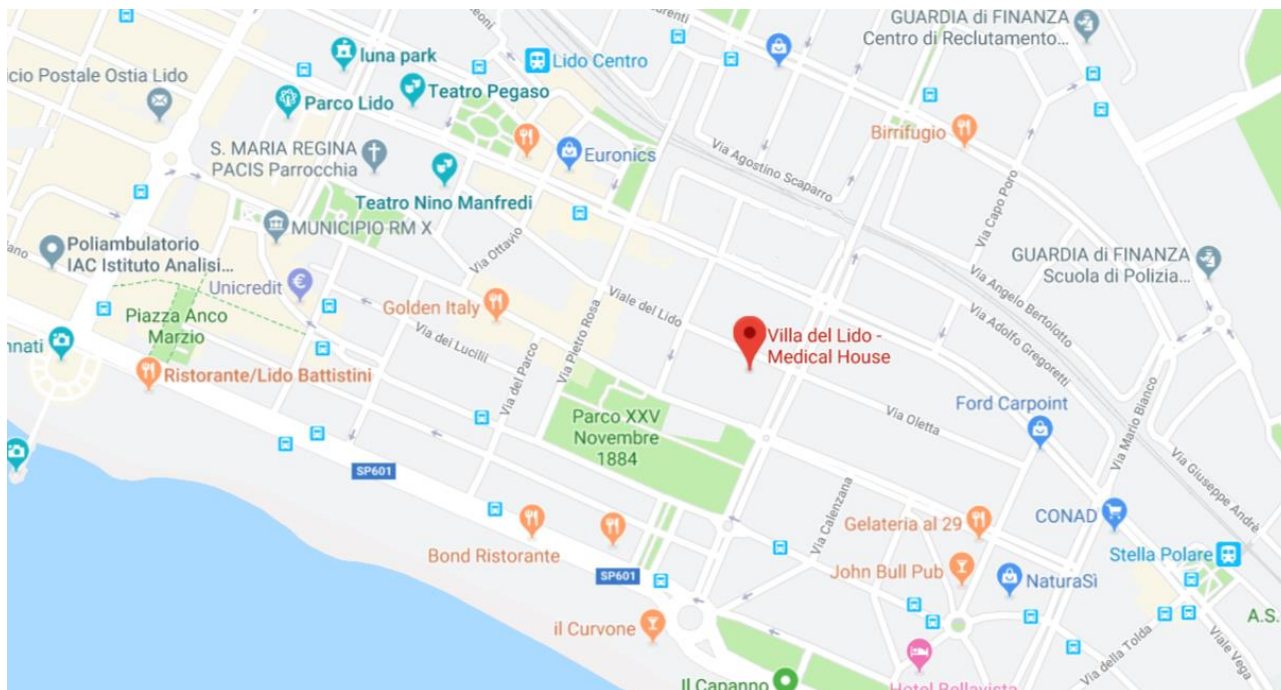 GUARDIA di FINANZA
Centro di Reclutamento...
luna park
Lido Centro
icio Postale Ostia Lido
Teatro Pegaso
Parco Lido
Birrifugio
S. MARIA REGINA
PACIS Parrocchia
Euronics
Via Agostino Scaparro
Teatro Nino Manfredi
Via Capo Poro
MUNICIPIO RM X
Poliambulatorio
IAC Istituto Analisi...
Via Ottavio
GUARDIA di FINANZA
Scuola di Polizia...
Unicredit
Golden Italy
Viale del Lido
Via Angelo Bertolotto
Piazza Anco
Marzio
Via dei Lucilii
Via Pietro Rosa
Villa del Lido -
Medical House
Via Adolfo Gregoretti
nnati
Ristorante/Lido Battistini
Via del Parco
Via Mario Bianco
Parco XXV
Novembre
1884
Via Oletta
Ford Carpoint
SP601
Via Giuseppe Andrè
Via Calenzana
Gelateria al 29
CONAD
Bond Ristorante
Stella Polare
SP601
John Bull Pub
NaturaSì
il Curvone
A.S.
Via della Tolda
Viale Vega
Il Capanno
Hotel Bellavista